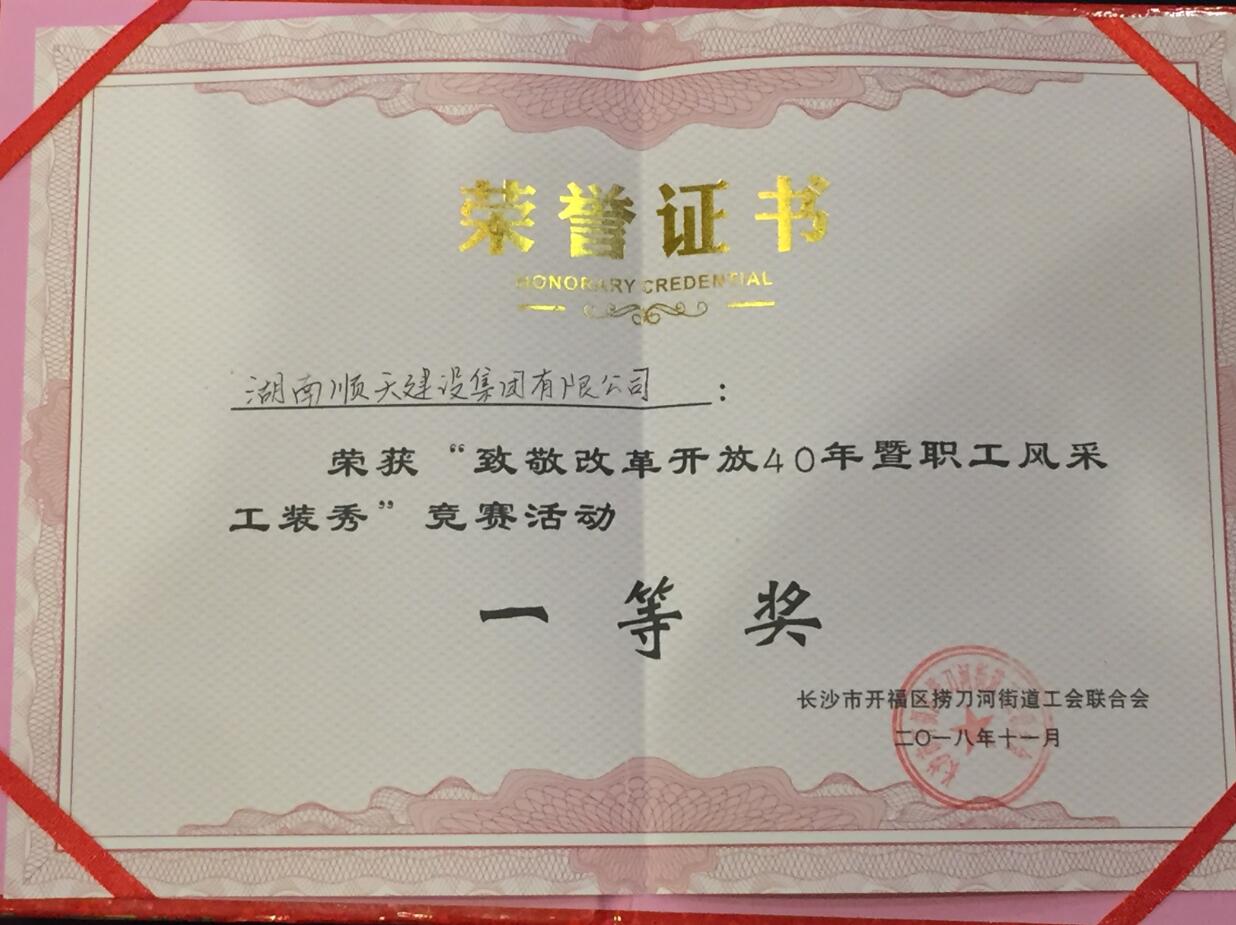 荣誉证书
HONORARY CREDENTIAL
湖南顺天建设集团有限公司：
荣获“致敬改革开放40年暨职工风采
工装秀”竞赛活动
一等奖
长沙市开福区捞刀河街道工会联合会
二〇一八年十一月